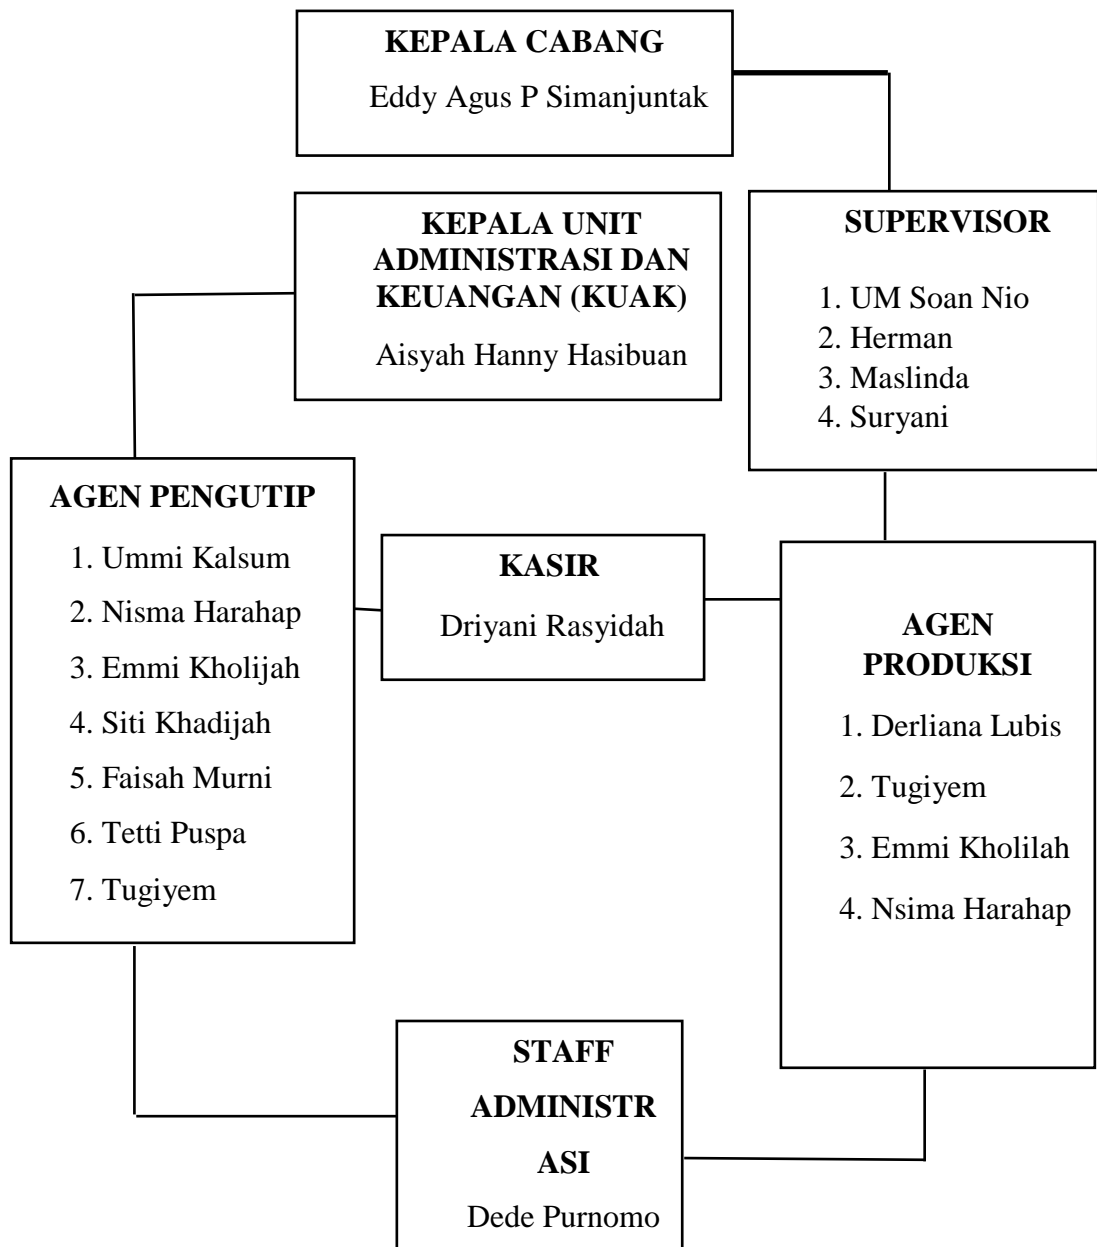 KEPALA CABANG
Eddy Agus P Simanjuntak
KEPALA UNIT
ADMINISTRASI DAN
KEUANGAN (KUAK)
Aisyah Hanny Hasibuan
SUPERVISOR
1. UM Soan Nio
2. Herman
3. Maslinda
4. Suryani
AGEN PENGUTIP
1. Ummi Kalsum
2. Nisma Harahap
3. Emmi Kholijah
4. Siti Khadijah
5. Faisah Murni
6. Tetti Puspa
7. Tugiyem
KASIR
Driyani Rasyidah
AGEN
PRODUKSI
1. Derliana Lubis
2. Tugiyem
3. Emmi Kholilah
4. Nsima Harahap
STAFF
ADMINISTR
ASI
Dede Purnomo